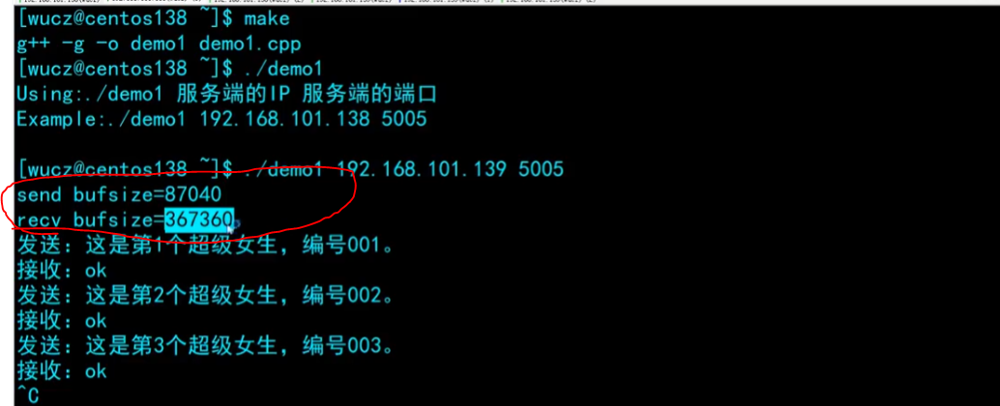 [wucz@centos138 ~]$ make
g++ -g -o demo1 demo1.cpp
[wucz@centos138 ~]$ ./demo1
Using:./demo1 服务端的IP 服务端的端口
Example:./demo1 192.168.101.138 5005
[wucz@centos138 ~]$ ./demo1 192.168.101.139 5005
send bufsize=87040
recv bufsize=367360
发送：这是第1个超级女生，编号001。
接收：ok
发送：这是第2个超级女生，编号002。
接收：ok
发送：这是第3个超级女生，编号003。
接收：ok
^C